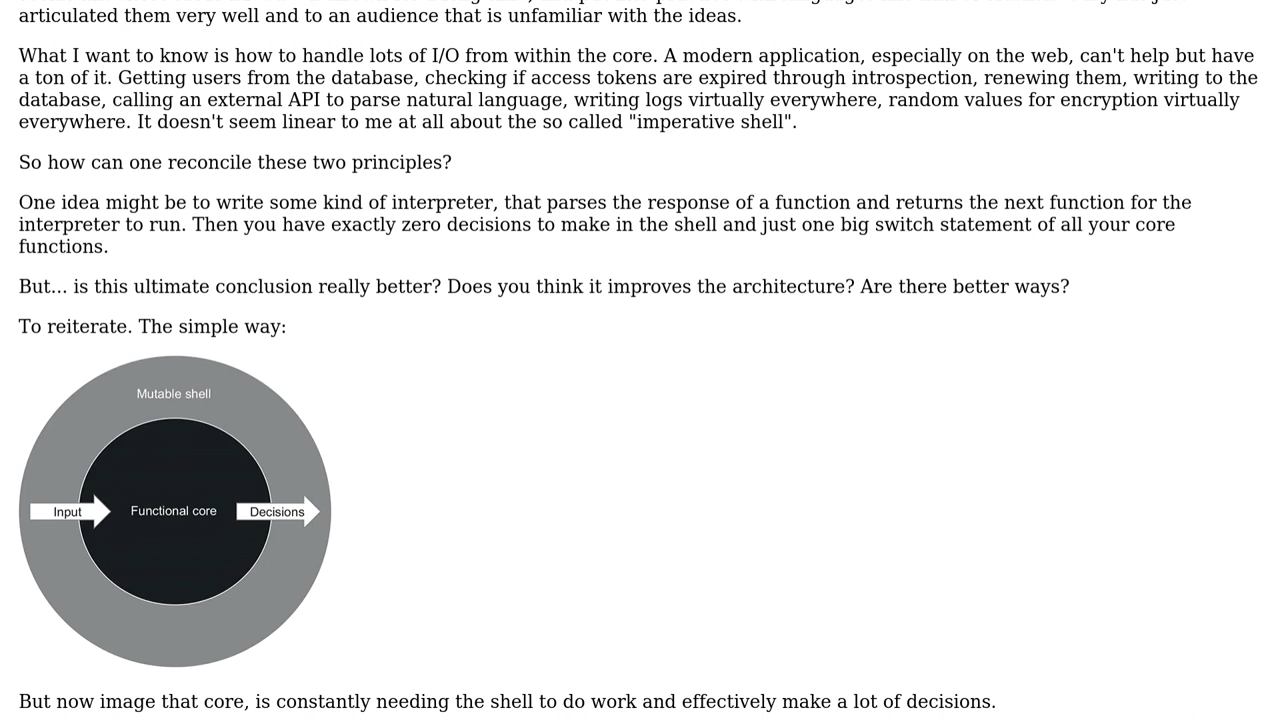 articulated them very well and to an audience that is unfamiliar with the ideas.
What I want to know is how to handle lots of I/O from within the core. A modern application, especially on the web, can't help but have
a ton of it. Getting users from the database, checking if access tokens are expired through introspection, renewing them, writing to the
database, calling an external API to parse natural language, writing logs virtually everywhere, random values for encryption virtually
everywhere. It doesn't seem linear to me at all about the so called "imperative shell".
So how can one reconcile these two principles?
One idea might be to write some kind of interpreter, that parses the response of a function and returns the next function for the
interpreter to run. Then you have exactly zero decisions to make in the shell and just one big switch statement of all your core
functions.
But... is this ultimate conclusion really better? Does you think it improves the architecture? Are there better ways?
To reiterate. The simple way:
Mutable shell
Input
Functional core
Decisions
But now image that core, is constantly needing the shell to do work and effectively make a lot of decisions.